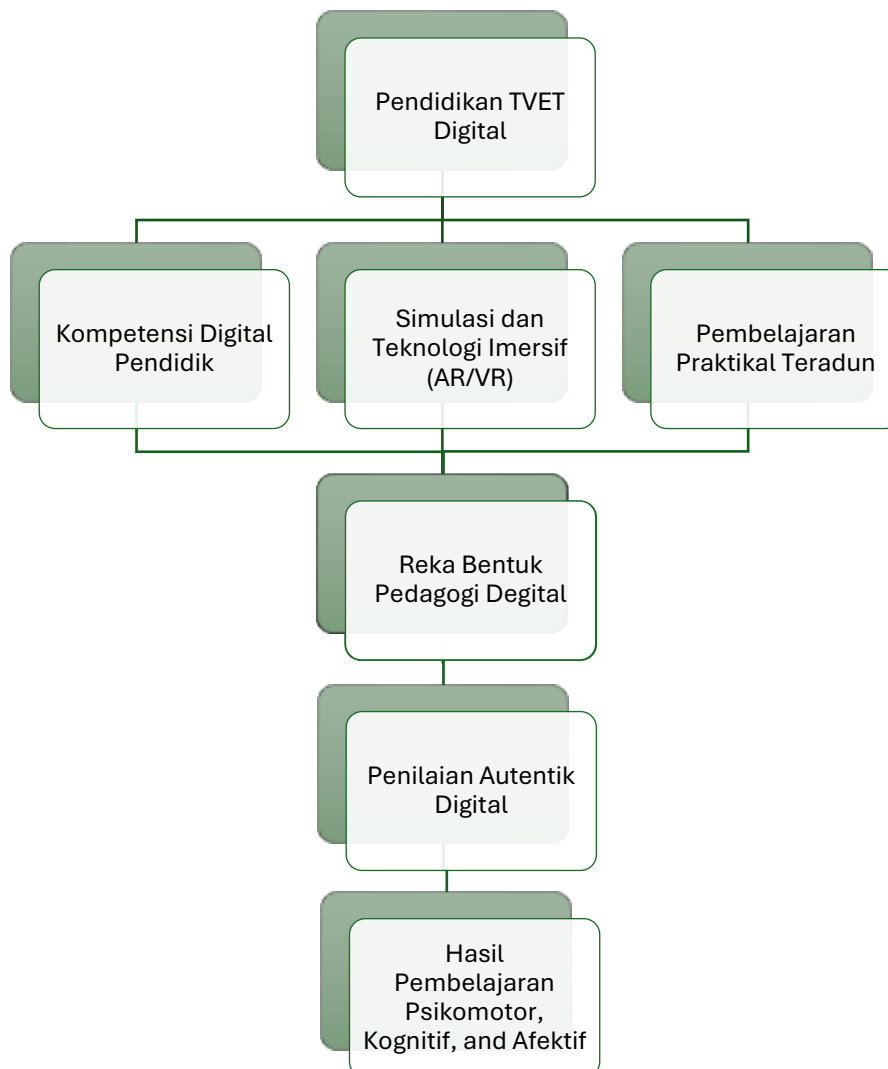 Pendidikan TVET
Digital
Kompetensi Digital
Pendidik
Simulasi dan
Teknologi Imersif
(AR/VR)
Pembelajaran
Praktikal Teradun
Reka Bentuk
Pedagogi Degital
Penilaian Autentik
Digital
Hasil
Pembelajaran
Psikomotor,
Kognitif, and Afektif